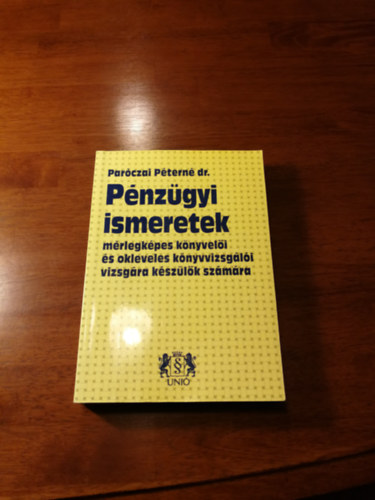 Paróczai Péterné dr.
Pénzügyi
ismeretek
mérlegképes könyvelői
és okleveles könyvvizsgálói
vizsgára készülők számára
§
UNIÓ